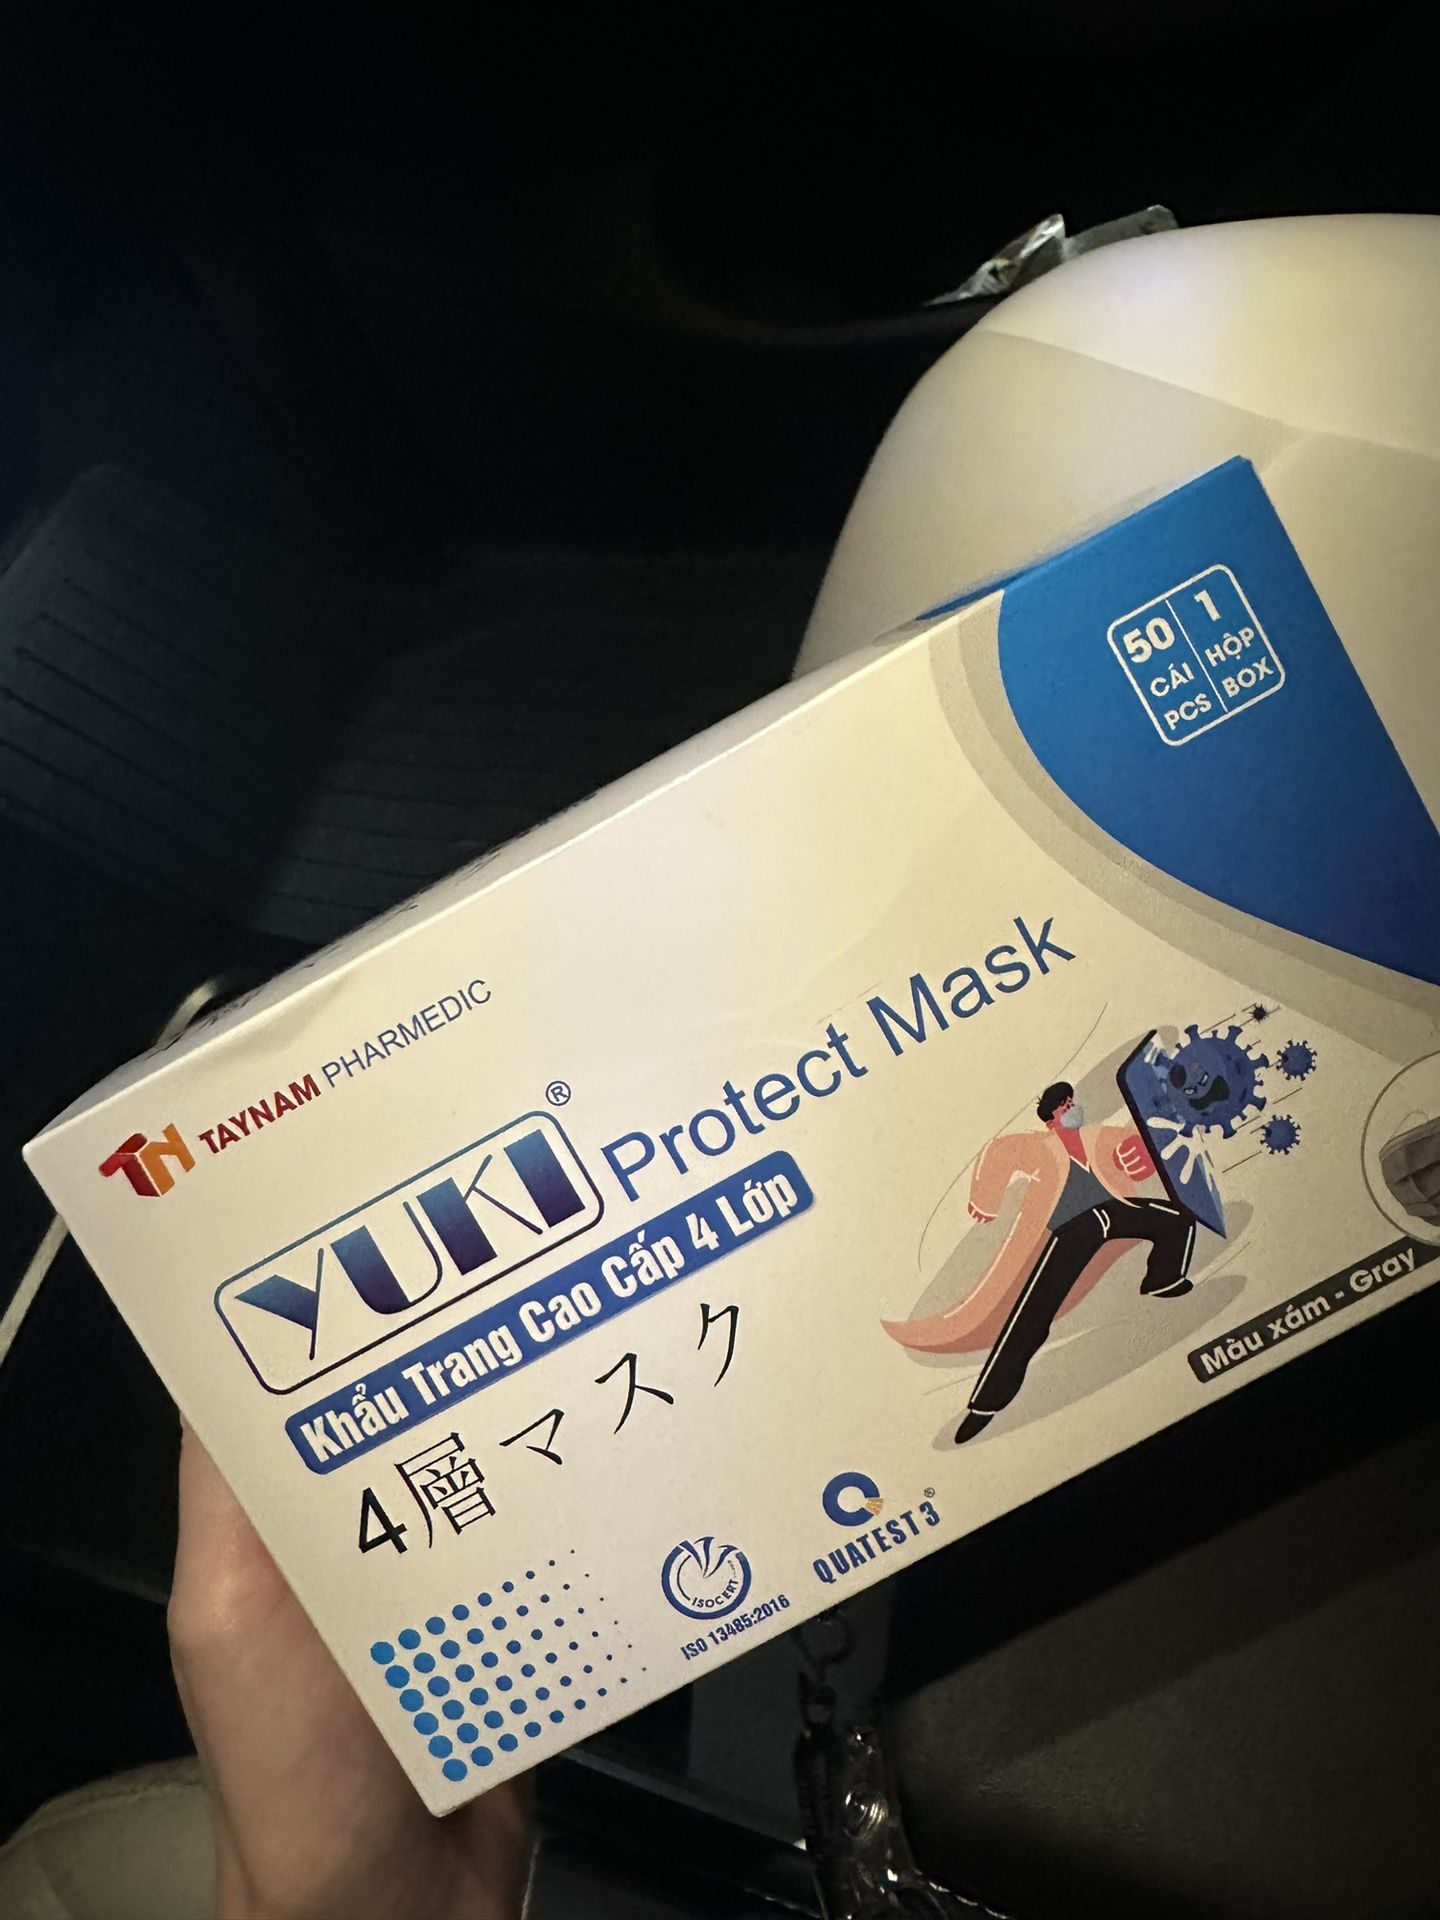 50
CÁI
PCS
1
HỘP
BOX
TN TAYNAM PHARMEDIC
YUKI® Protect Mask
Khẩu Trang Cao Cấp 4 Lớp
4層マスク
Màu xám - Gray
ISOCERT
ISO 13485:2016
QUATEST 3®